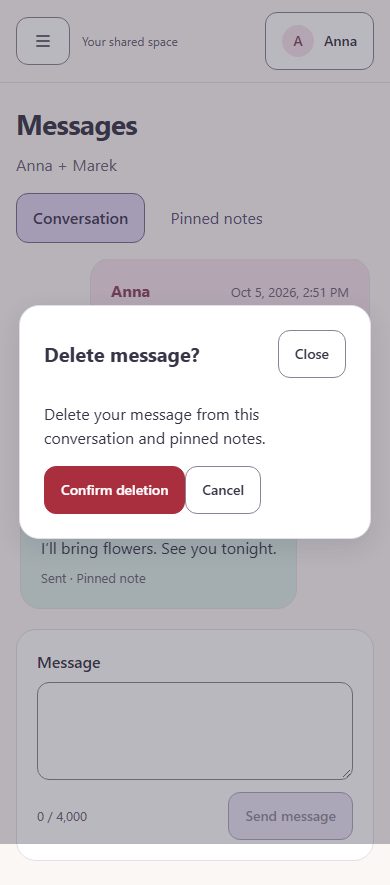 Your shared space
A Anna
Messages
Anna + Marek
Conversation Pinned notes
Anna Oct 5, 2026, 2:51 PM
Delete message? Close
Delete your message from this
conversation and pinned notes.
Confirm deletion Cancel
I'll bring flowers. See you tonight.
Sent · Pinned note
Message
0 / 4,000 Send message